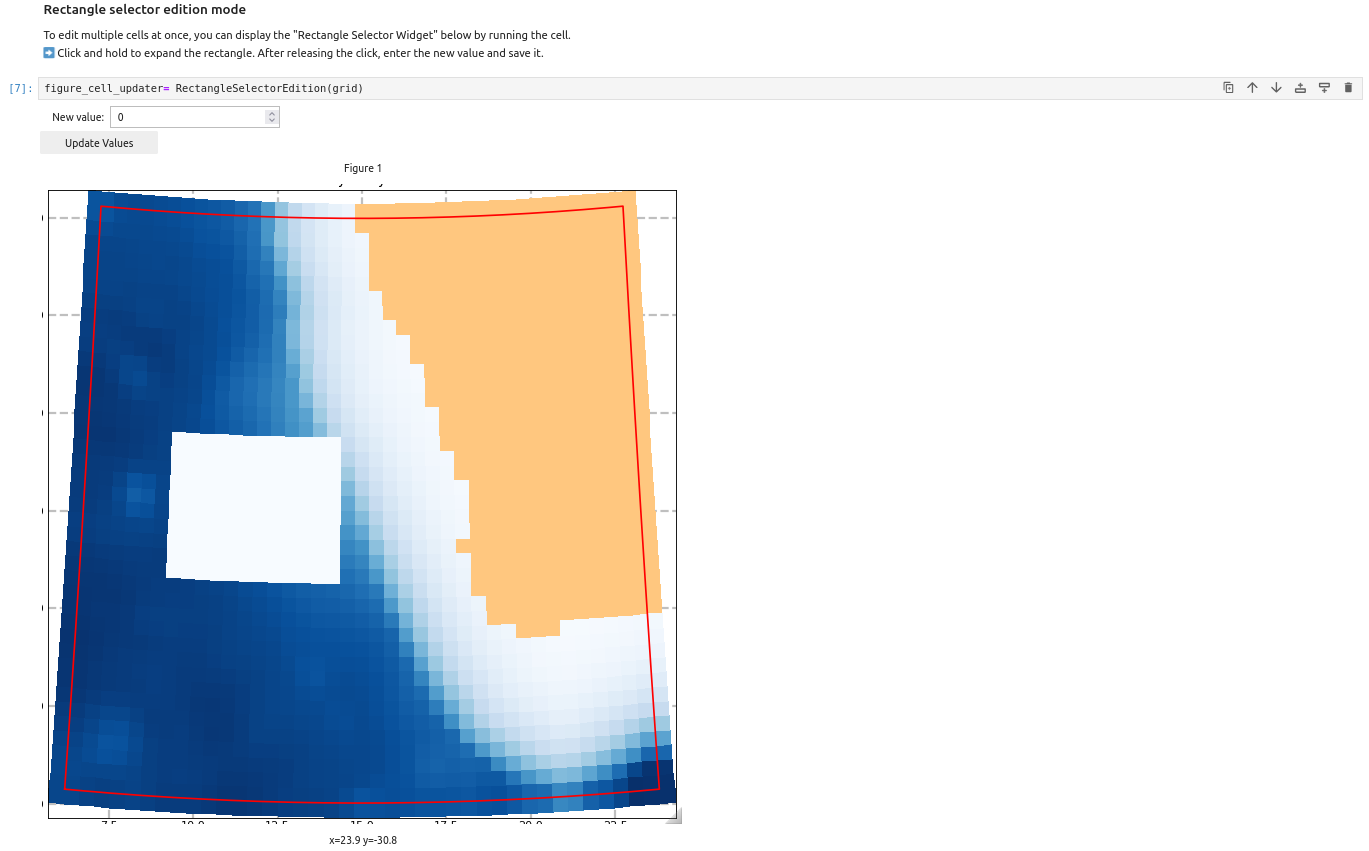 Rectangle selector edition mode
To edit multiple cells at once, you can display the "Rectangle Selector Widget" below by running the cell.
Click and hold to expand the rectangle. After releasing the click, enter the new value and save it.
[7]: figure_cell_updater= RectangleSelectorEdition(grid)
New value: 0
Update Values
Figure 1
7.5 10.0 12.5 15.0 17.5 20.0 22.5
x=23.9 y=-30.8